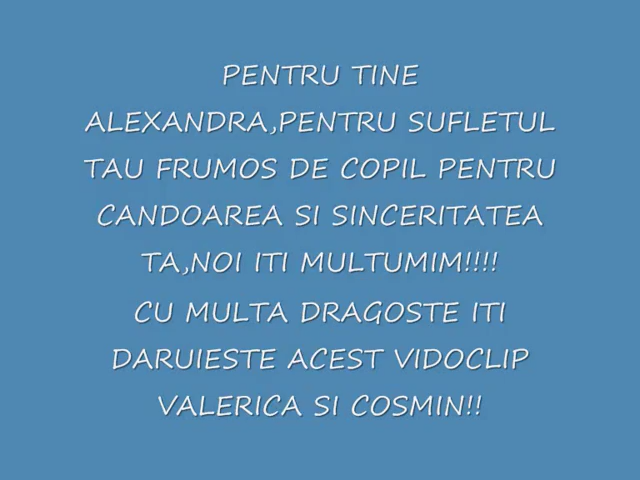 PENTRU TINE
ALEXANDRA,PENTRU SUFLETUL
TAU FRUMOS DE COPIL PENTRU
CANDOAREA SI SINCERITATEA
TA,NOI ITI MULTUMIM!!!!
CU MULTA DRAGOSTE ITI
DARUIESTE ACEST VIDOCLIP
VALERICA SI COSMIN!!